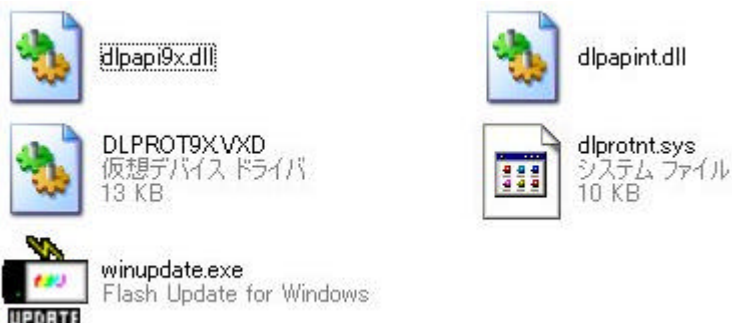 dlpapi9x.dll
dlpapint.dll
DLPROT9X.VXD
仮想デバイス ドライバ
13 KB
dlprotnt.sys
システム ファイル
10 KB
winupdate.exe
Flash Update for Windows
UPDATE